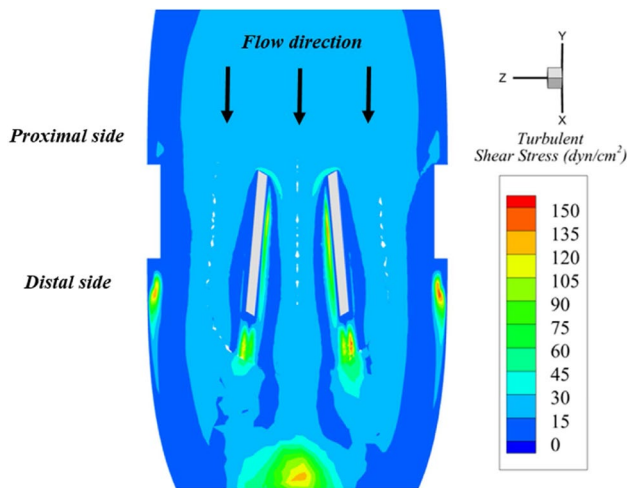 Flow direction
Proximal side
Distal side
Y
Z
X
Turbulent
Shear Stress (dyn/cm²)
150
135
120
105
90
75
60
45
30
15
0